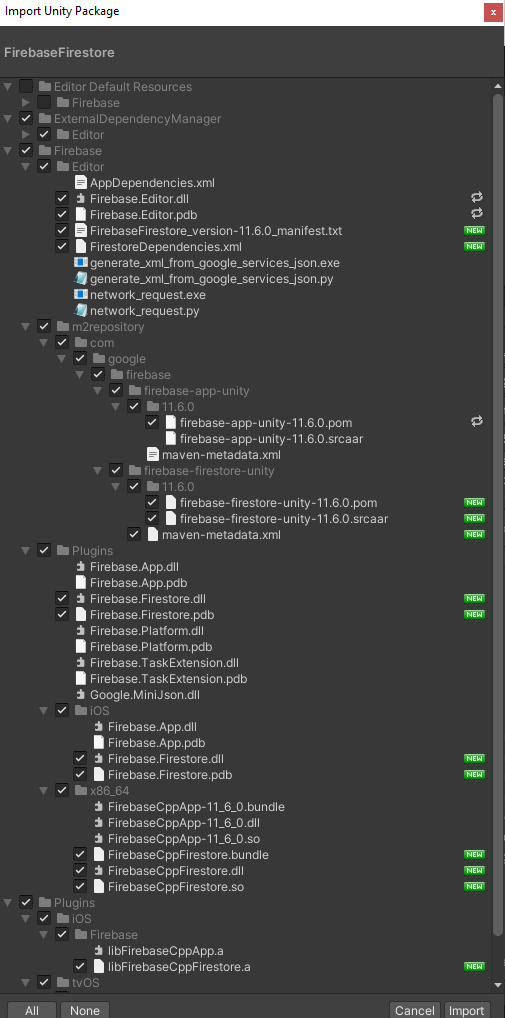 Import Unity Package
x
FirebaseFirestore
Editor Default Resources
Firebase
ExternalDependencyManager
Editor
Firebase
Editor
AppDependencies.xml
Firebase.Editor.dll
Firebase.Editor.pdb
FirebaseFirestore_version-11.6.0_manifest.txt NEW
FirestoreDependencies.xml NEW
generate_xml_from_google_services_json.exe
generate_xml_from_google_services_json.py
network_request.exe
network_request.py
m2repository
com
google
firebase
firebase-app-unity
11.6.0
firebase-app-unity-11.6.0.pom
firebase-app-unity-11.6.0.srcaar
maven-metadata.xml
firebase-firestore-unity
11.6.0
firebase-firestore-unity-11.6.0.pom NEW
firebase-firestore-unity-11.6.0.srcaar NEW
maven-metadata.xml NEW
Plugins
Firebase.App.dll
Firebase.App.pdb
Firebase.Firestore.dll NEW
Firebase.Firestore.pdb NEW
Firebase.Platform.dll
Firebase.Platform.pdb
Firebase.TaskExtension.dll
Firebase.TaskExtension.pdb
Google.MiniJson.dll
iOS
Firebase.App.dll
Firebase.App.pdb
Firebase.Firestore.dll NEW
Firebase.Firestore.pdb NEW
x86_64
FirebaseCppApp-11_6_0.bundle
FirebaseCppApp-11_6_0.dll
FirebaseCppApp-11_6_0.so
FirebaseCppFirestore.bundle NEW
FirebaseCppFirestore.dll NEW
FirebaseCppFirestore.so NEW
Plugins
iOS
Firebase
libFirebaseCppApp.a
libFirebaseCppFirestore.a NEW
tvOS
All None Cancel Import